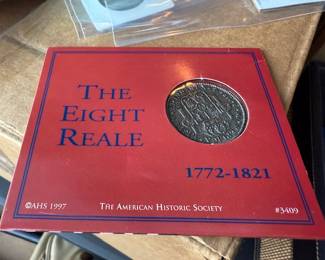 THE
EIGHT
REALE
1772-1821
©AHS 1997
THE AMERICAN HISTORIC SOCIETY
#3409